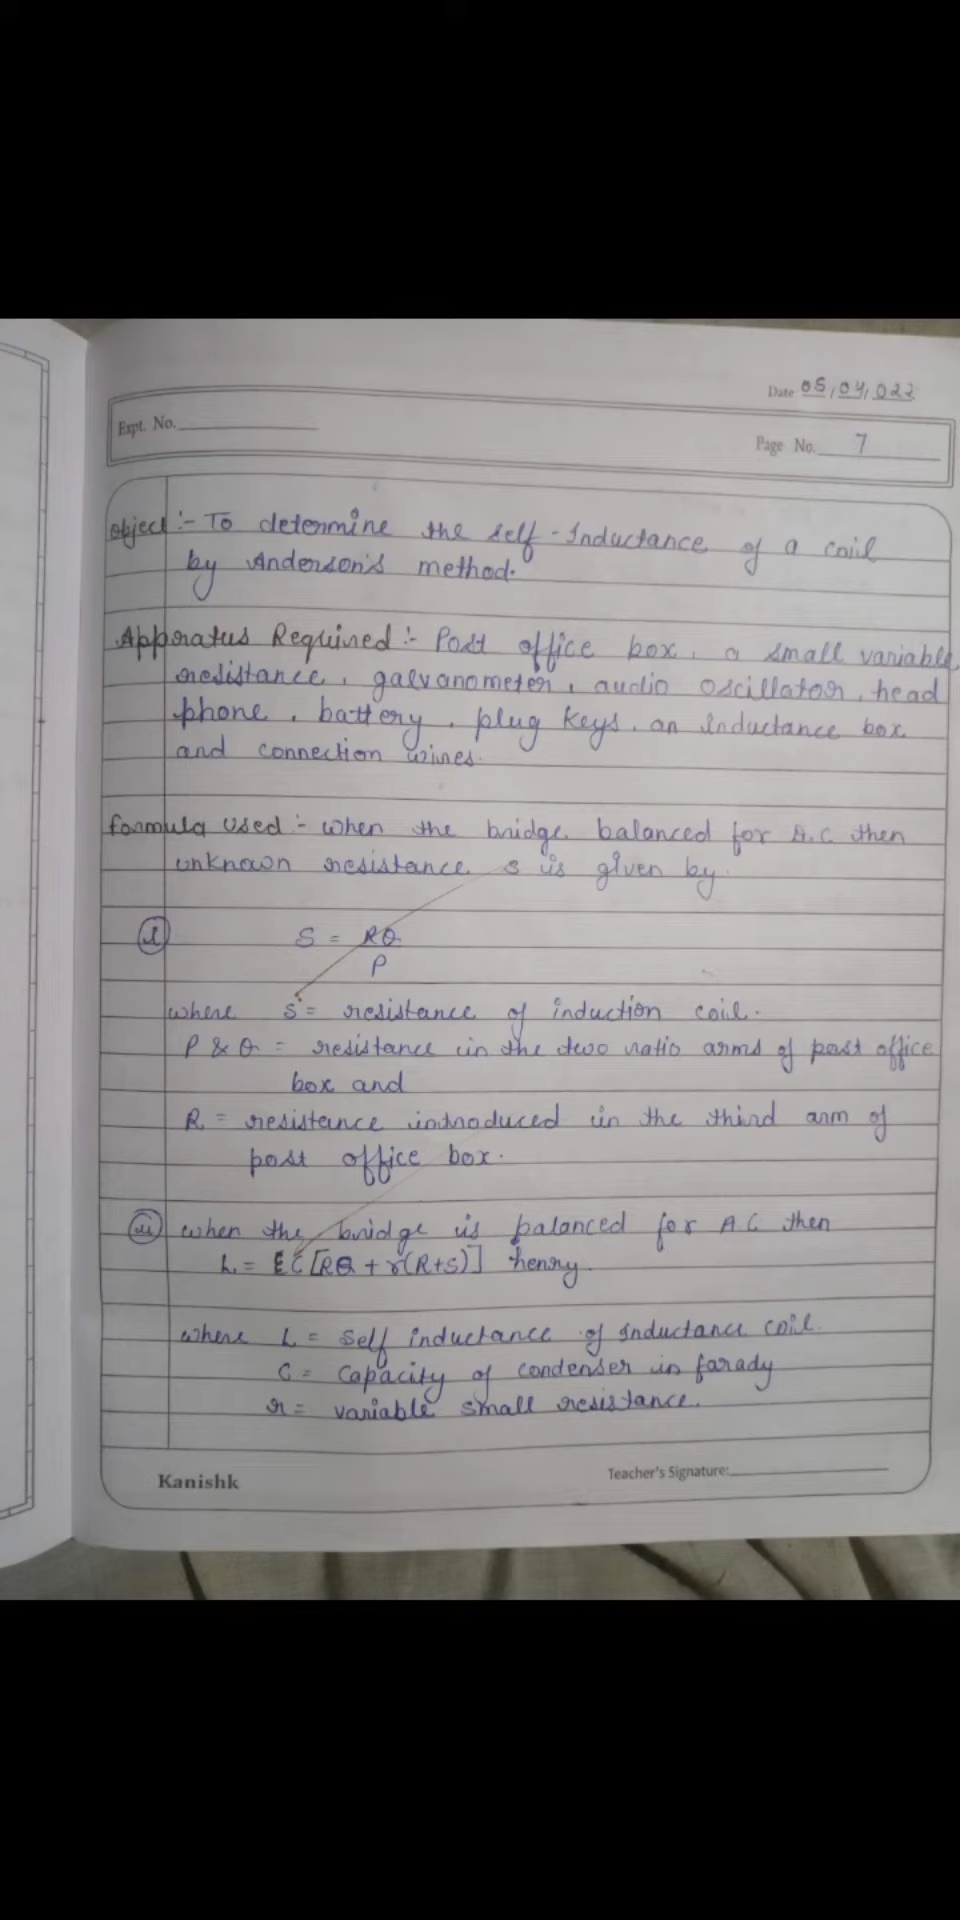 Date 05/04/022
Expt. No.
Page No. 7
Object :- To determine the self-Inductance of a coil
by Anderson's method.
Apporatus Required :- Post office box, a small variable
resistance, galvanometer, audio oscillator, head
phone, battery, plug keys, an Inductance box
and connection wires.
formula used :- when the bridge balanced for A.C then
unknown resistance s is given by.
(i) S = RQ
P
where S = resistance of induction coil.
P & Q = resistance in the two ratio arms of post office
box and
R = resistance introduced in the third arm of
post office box.
(ii) when the bridge is balanced for A C then
L = C [RQ + r(R+S)] henry.
where L = Self inductance of Inductance coil.
C = Capacity of condenser in farady
r = variable small resistance.
Kanishk
Teacher's Signature: